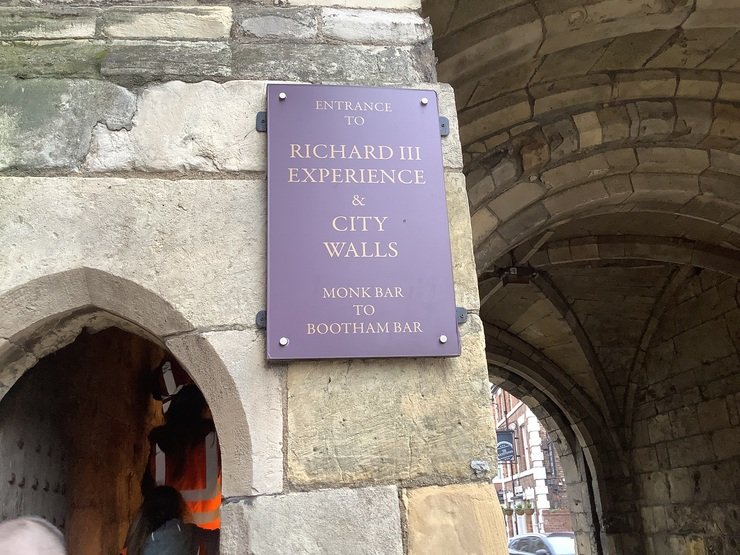 ENTRANCE
TO
RICHARD III
EXPERIENCE
&
CITY
WALLS
MONK BAR
TO
BOOTHAM BAR